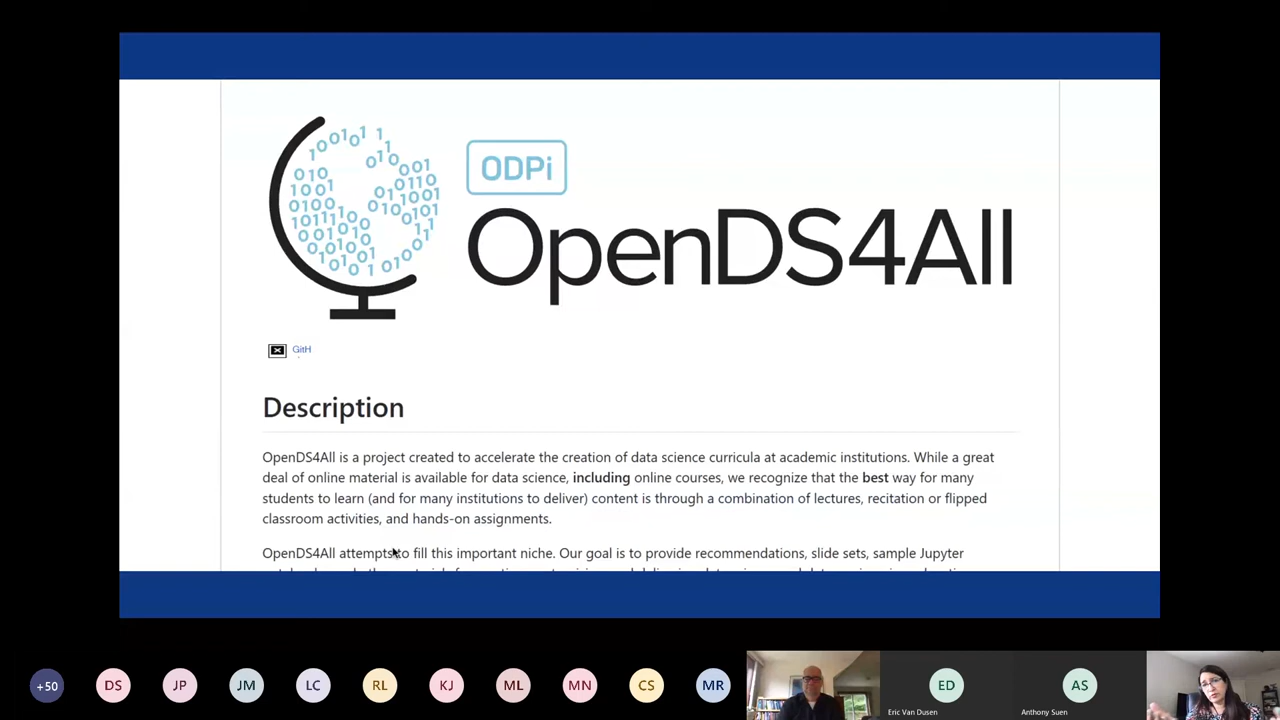 ODPi
OpenDS4All
GitH
Description
OpenDS4All is a project created to accelerate the creation of data science curricula at academic institutions. While a great
deal of online material is available for data science, including online courses, we recognize that the best way for many
students to learn (and for many institutions to deliver) content is through a combination of lectures, recitation or flipped
classroom activities, and hands-on assignments.
OpenDS4All attempts to fill this important niche. Our goal is to provide recommendations, slide sets, sample Jupyter
+50
DS
JP
JM
LC
RL
KJ
ML
MN
CS
MR
ED
AS
Eric Van Dusen
Anthony Suen